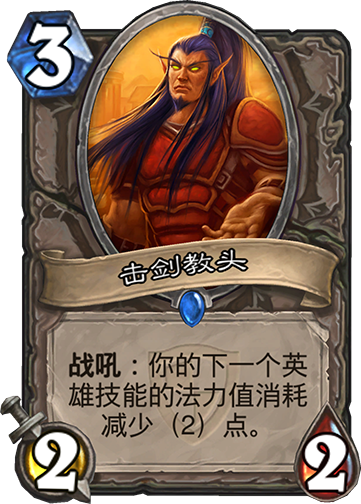 3
击剑教头
战吼：你的下一个英
雄技能的法力值消耗
减少（2）点。
2
2